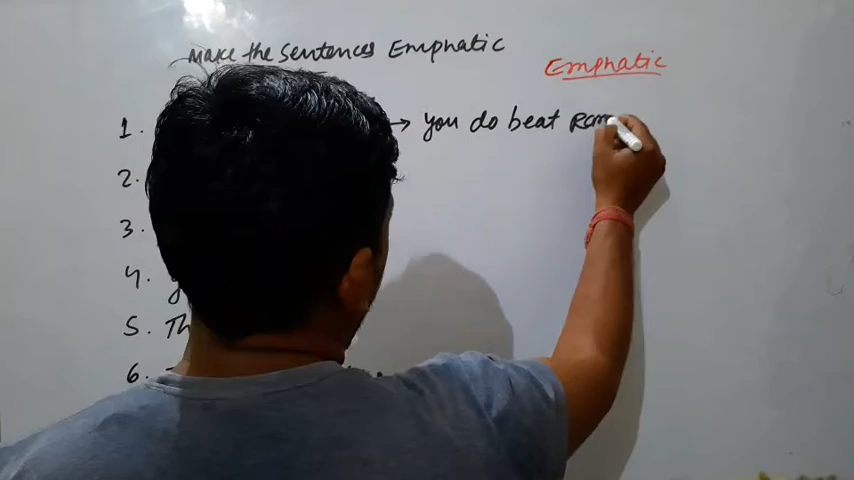 Make the Sentences Emphatic
Emphatic
1. → you do beat Ram
2.
3.
4. y
5. Th
6.